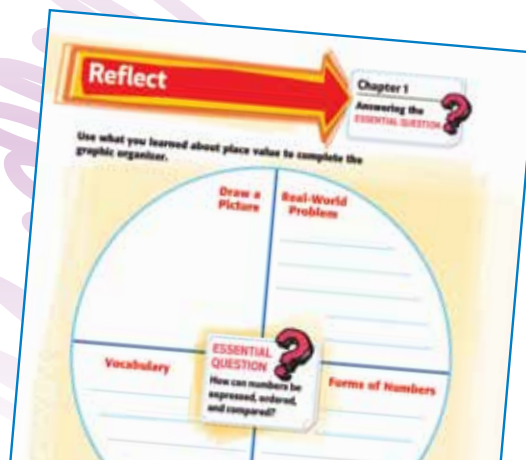 Reflect
Chapter 1
Answering the
ESSENTIAL QUESTION
Use what you learned about place value to complete the
graphic organizer.
Draw a
Picture
Real-World
Problem
Vocabulary
ESSENTIAL
QUESTION
How can numbers be
expressed, ordered,
and compared?
Forms of Numbers